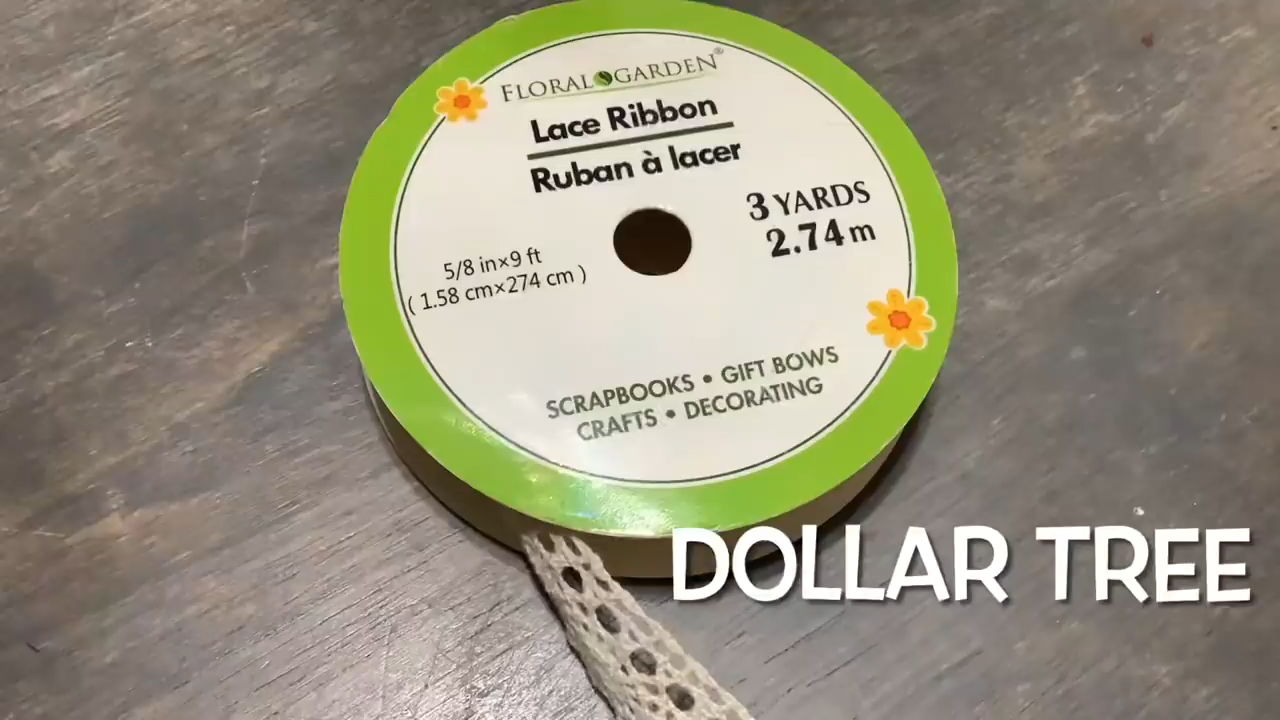 FLORAL GARDEN®
Lace Ribbon
Ruban à lacer
3 YARDS
2.74 m
5/8 in×9 ft
( 1.58 cm×274 cm )
SCRAPBOOKS • GIFT BOWS
CRAFTS • DECORATING
DOLLAR TREE